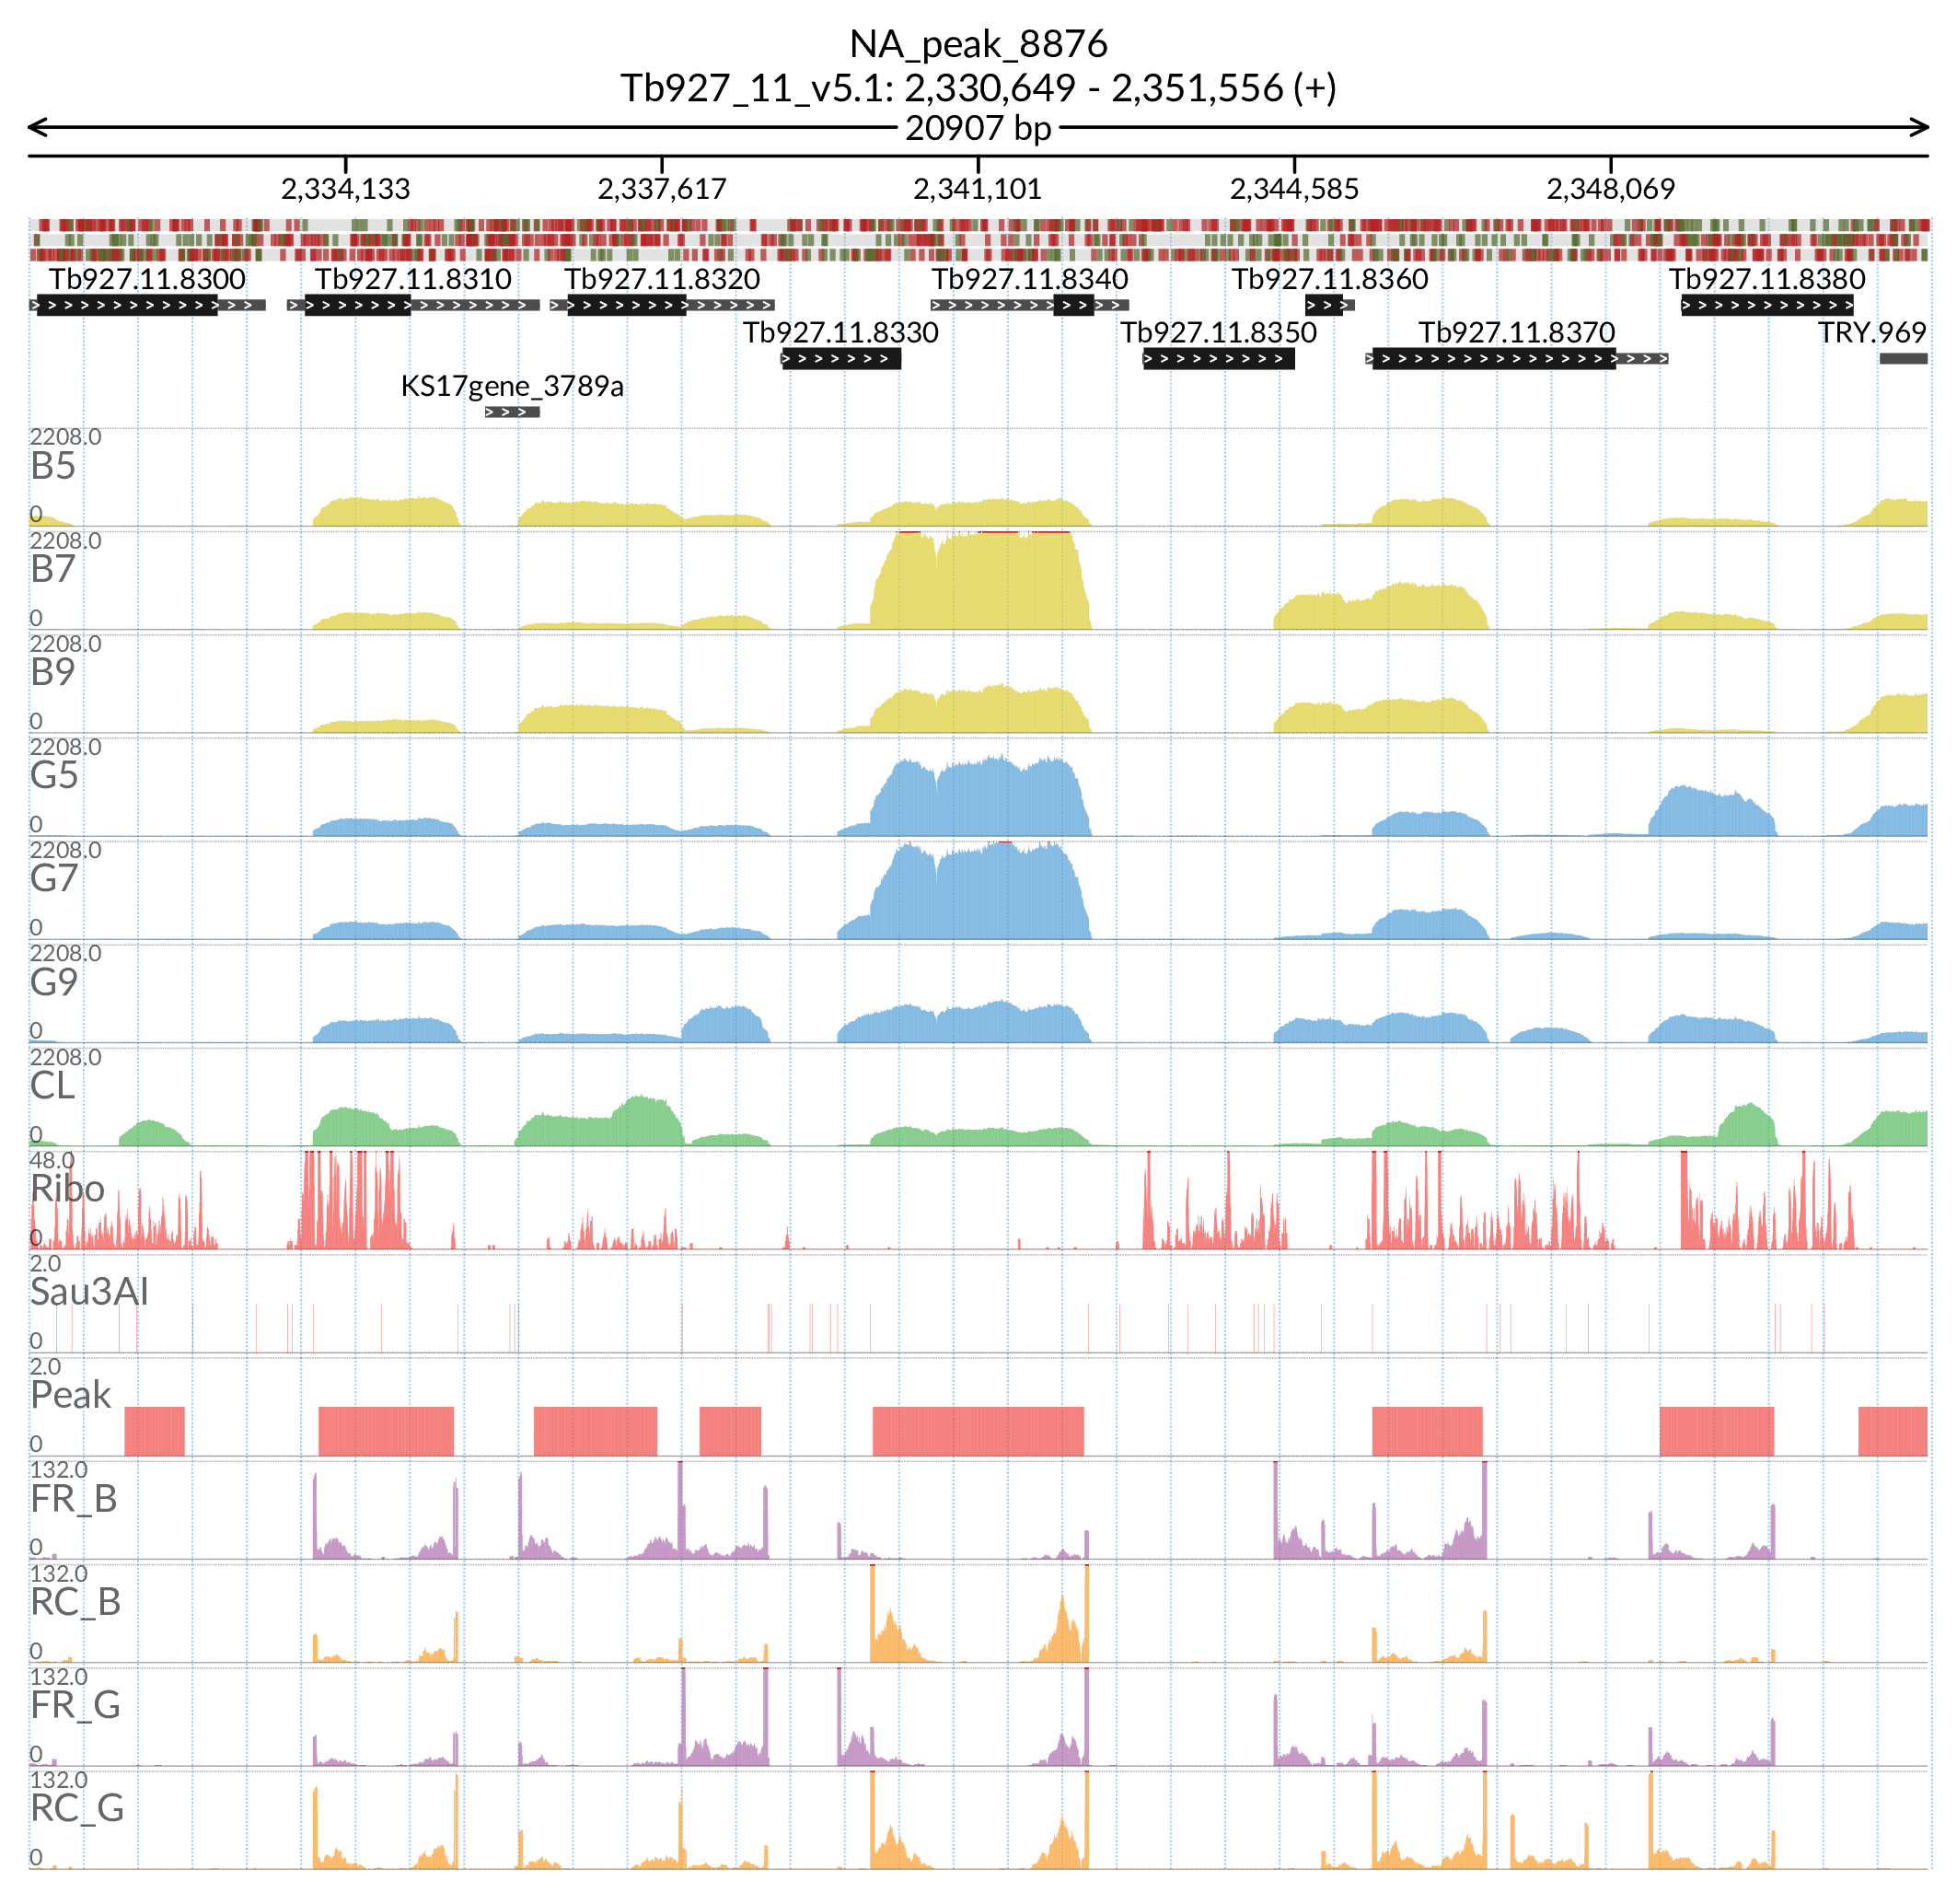 NA_peak_8876
Tb927_11_v5.1: 2,330,649 - 2,351,556 (+)
20907 bp
2,334,133 2,337,617 2,341,101 2,344,585 2,348,069
Tb927.11.8300 Tb927.11.8310 Tb927.11.8320 Tb927.11.8340 Tb927.11.8360 Tb927.11.8380
Tb927.11.8330 Tb927.11.8350 Tb927.11.8370 TRY.969
KS17gene_3789a
2208.0
B5
0
2208.0
B7
0
2208.0
B9
0
2208.0
G5
0
2208.0
G7
0
2208.0
G9
0
2208.0
CL
0
48.0
Ribo
0
2.0
Sau3AI
0
2.0
Peak
0
132.0
FR_B
0
132.0
RC_B
0
132.0
FR_G
0
132.0
RC_G
0